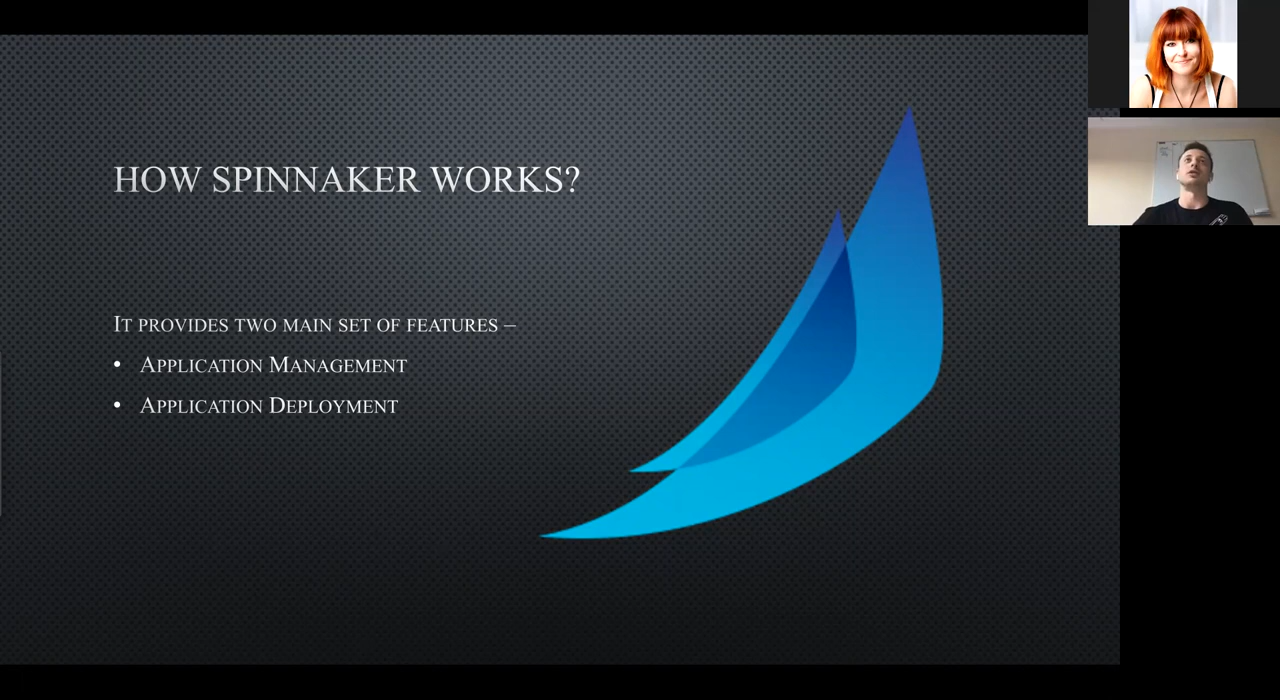 HOW SPINNAKER WORKS?
IT PROVIDES TWO MAIN SET OF FEATURES –
• APPLICATION MANAGEMENT
• APPLICATION DEPLOYMENT